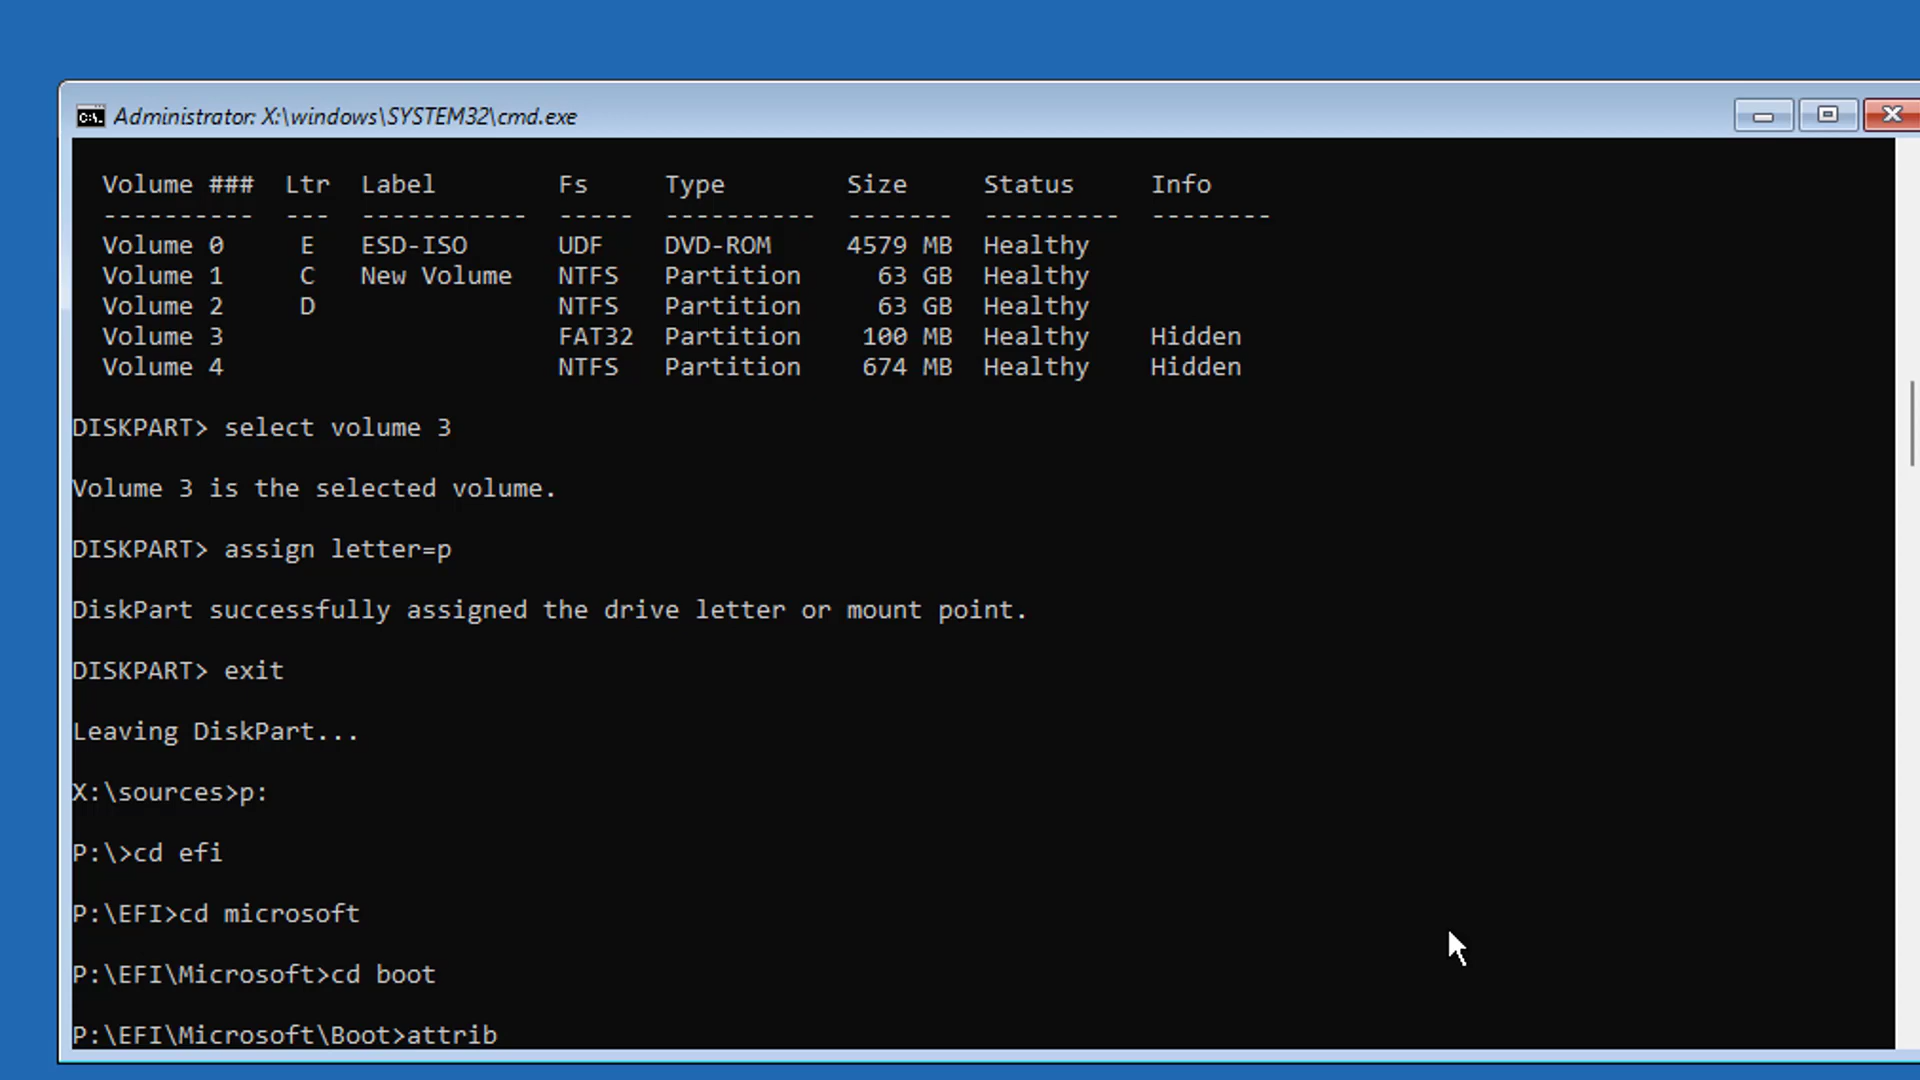 Administrator: X:\windows\SYSTEM32\cmd.exe
Volume ###  Ltr  Label        Fs     Type        Size     Status     Info
----------  ---  -----------  -----  ----------  -------  ---------  --------
Volume 0     E   ESD-ISO      UDF    DVD-ROM     4579 MB  Healthy
Volume 1     C   New Volume   NTFS   Partition     63 GB  Healthy
Volume 2     D                NTFS   Partition     63 GB  Healthy
Volume 3                      FAT32  Partition    100 MB  Healthy    Hidden
Volume 4                      NTFS   Partition    674 MB  Healthy    Hidden
DISKPART> select volume 3
Volume 3 is the selected volume.
DISKPART> assign letter=p
DiskPart successfully assigned the drive letter or mount point.
DISKPART> exit
Leaving DiskPart...
X:\sources>p:
P:\>cd efi
P:\EFI>cd microsoft
P:\EFI\Microsoft>cd boot
P:\EFI\Microsoft\Boot>attrib